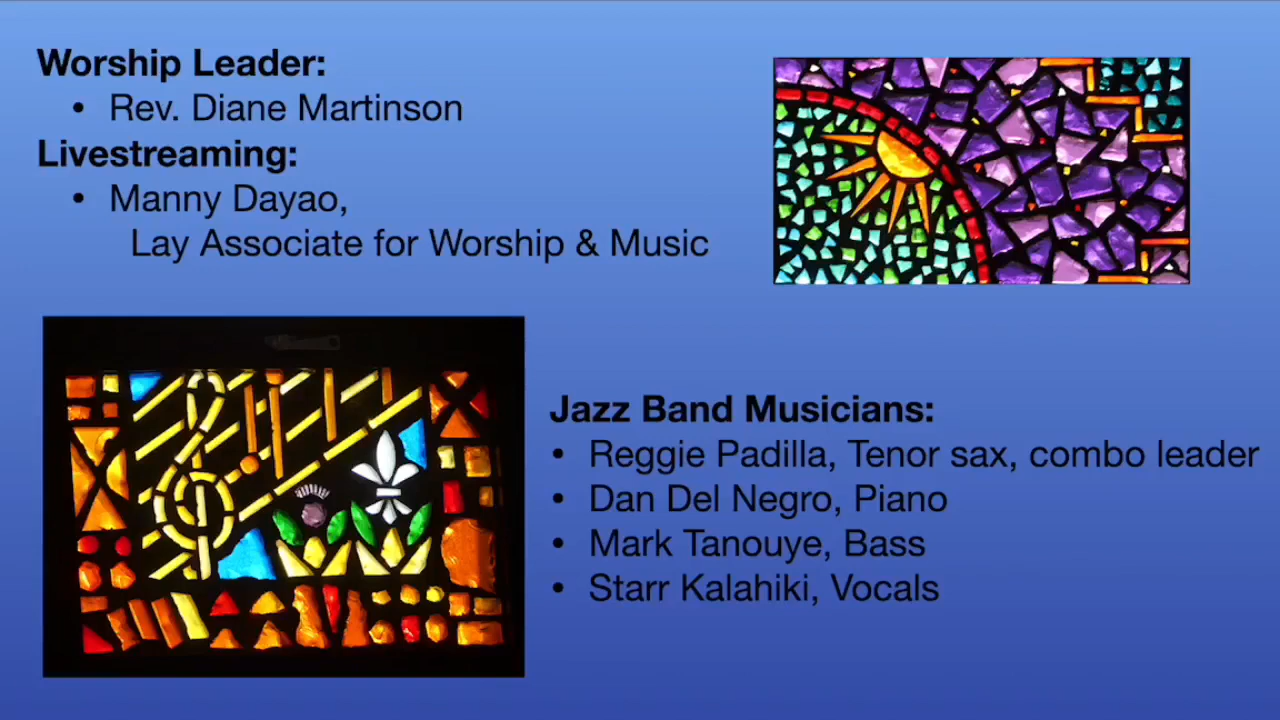 Worship Leader:
• Rev. Diane Martinson
Livestreaming:
• Manny Dayao,
Lay Associate for Worship & Music
Jazz Band Musicians:
• Reggie Padilla, Tenor sax, combo leader
• Dan Del Negro, Piano
• Mark Tanouye, Bass
• Starr Kalahiki, Vocals